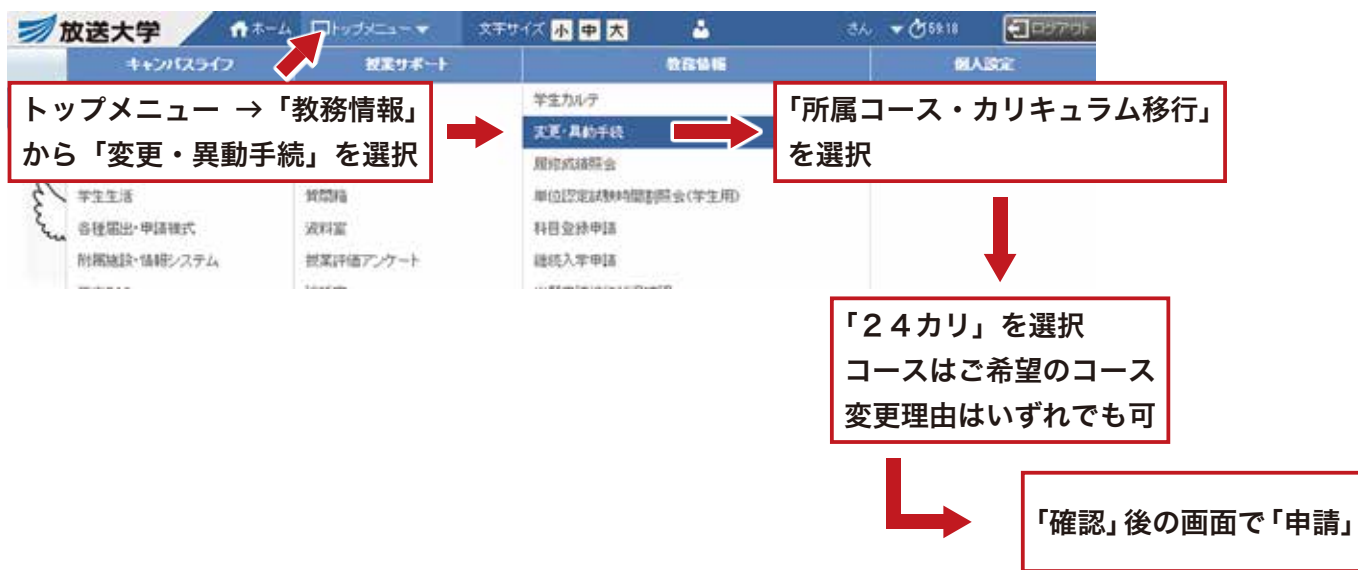 放送大学
ホーム
トップメニュー
文字サイズ 小 中 大
さん
59:18
ログアウト
キャンパスライフ
授業サポート
教務情報
個人設定
トップメニュー →「教務情報」
から「変更・異動手続」を選択
学生カルテ
変更・異動手続
履修成績照会
単位認定試験時間割照会(学生用)
科目登録申請
継続入学申請
「所属コース・カリキュラム移行」
を選択
学生生活
各種届出・申請様式
附属施設・情報システム
質問箱
資料室
授業評価アンケート
「２４カリ」を選択
コースはご希望のコース
変更理由はいずれでも可
「確認」後の画面で「申請」